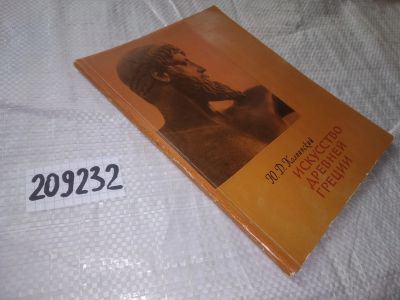 209232
Ю. Д. Колпинский
ИСКУССТВО
ДРЕВНЕЙ
ГРЕЦИИ